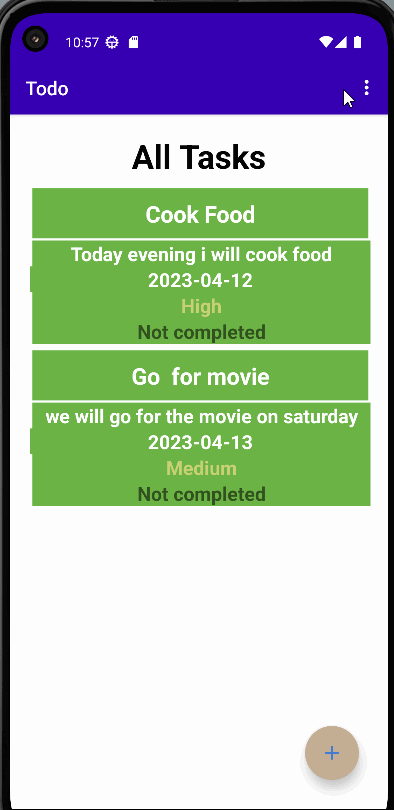 10:57
Todo
All Tasks
Cook Food
Today evening i will cook food
2023-04-12
High
Not completed
Go  for movie
we will go for the movie on saturday
2023-04-13
Medium
Not completed
+